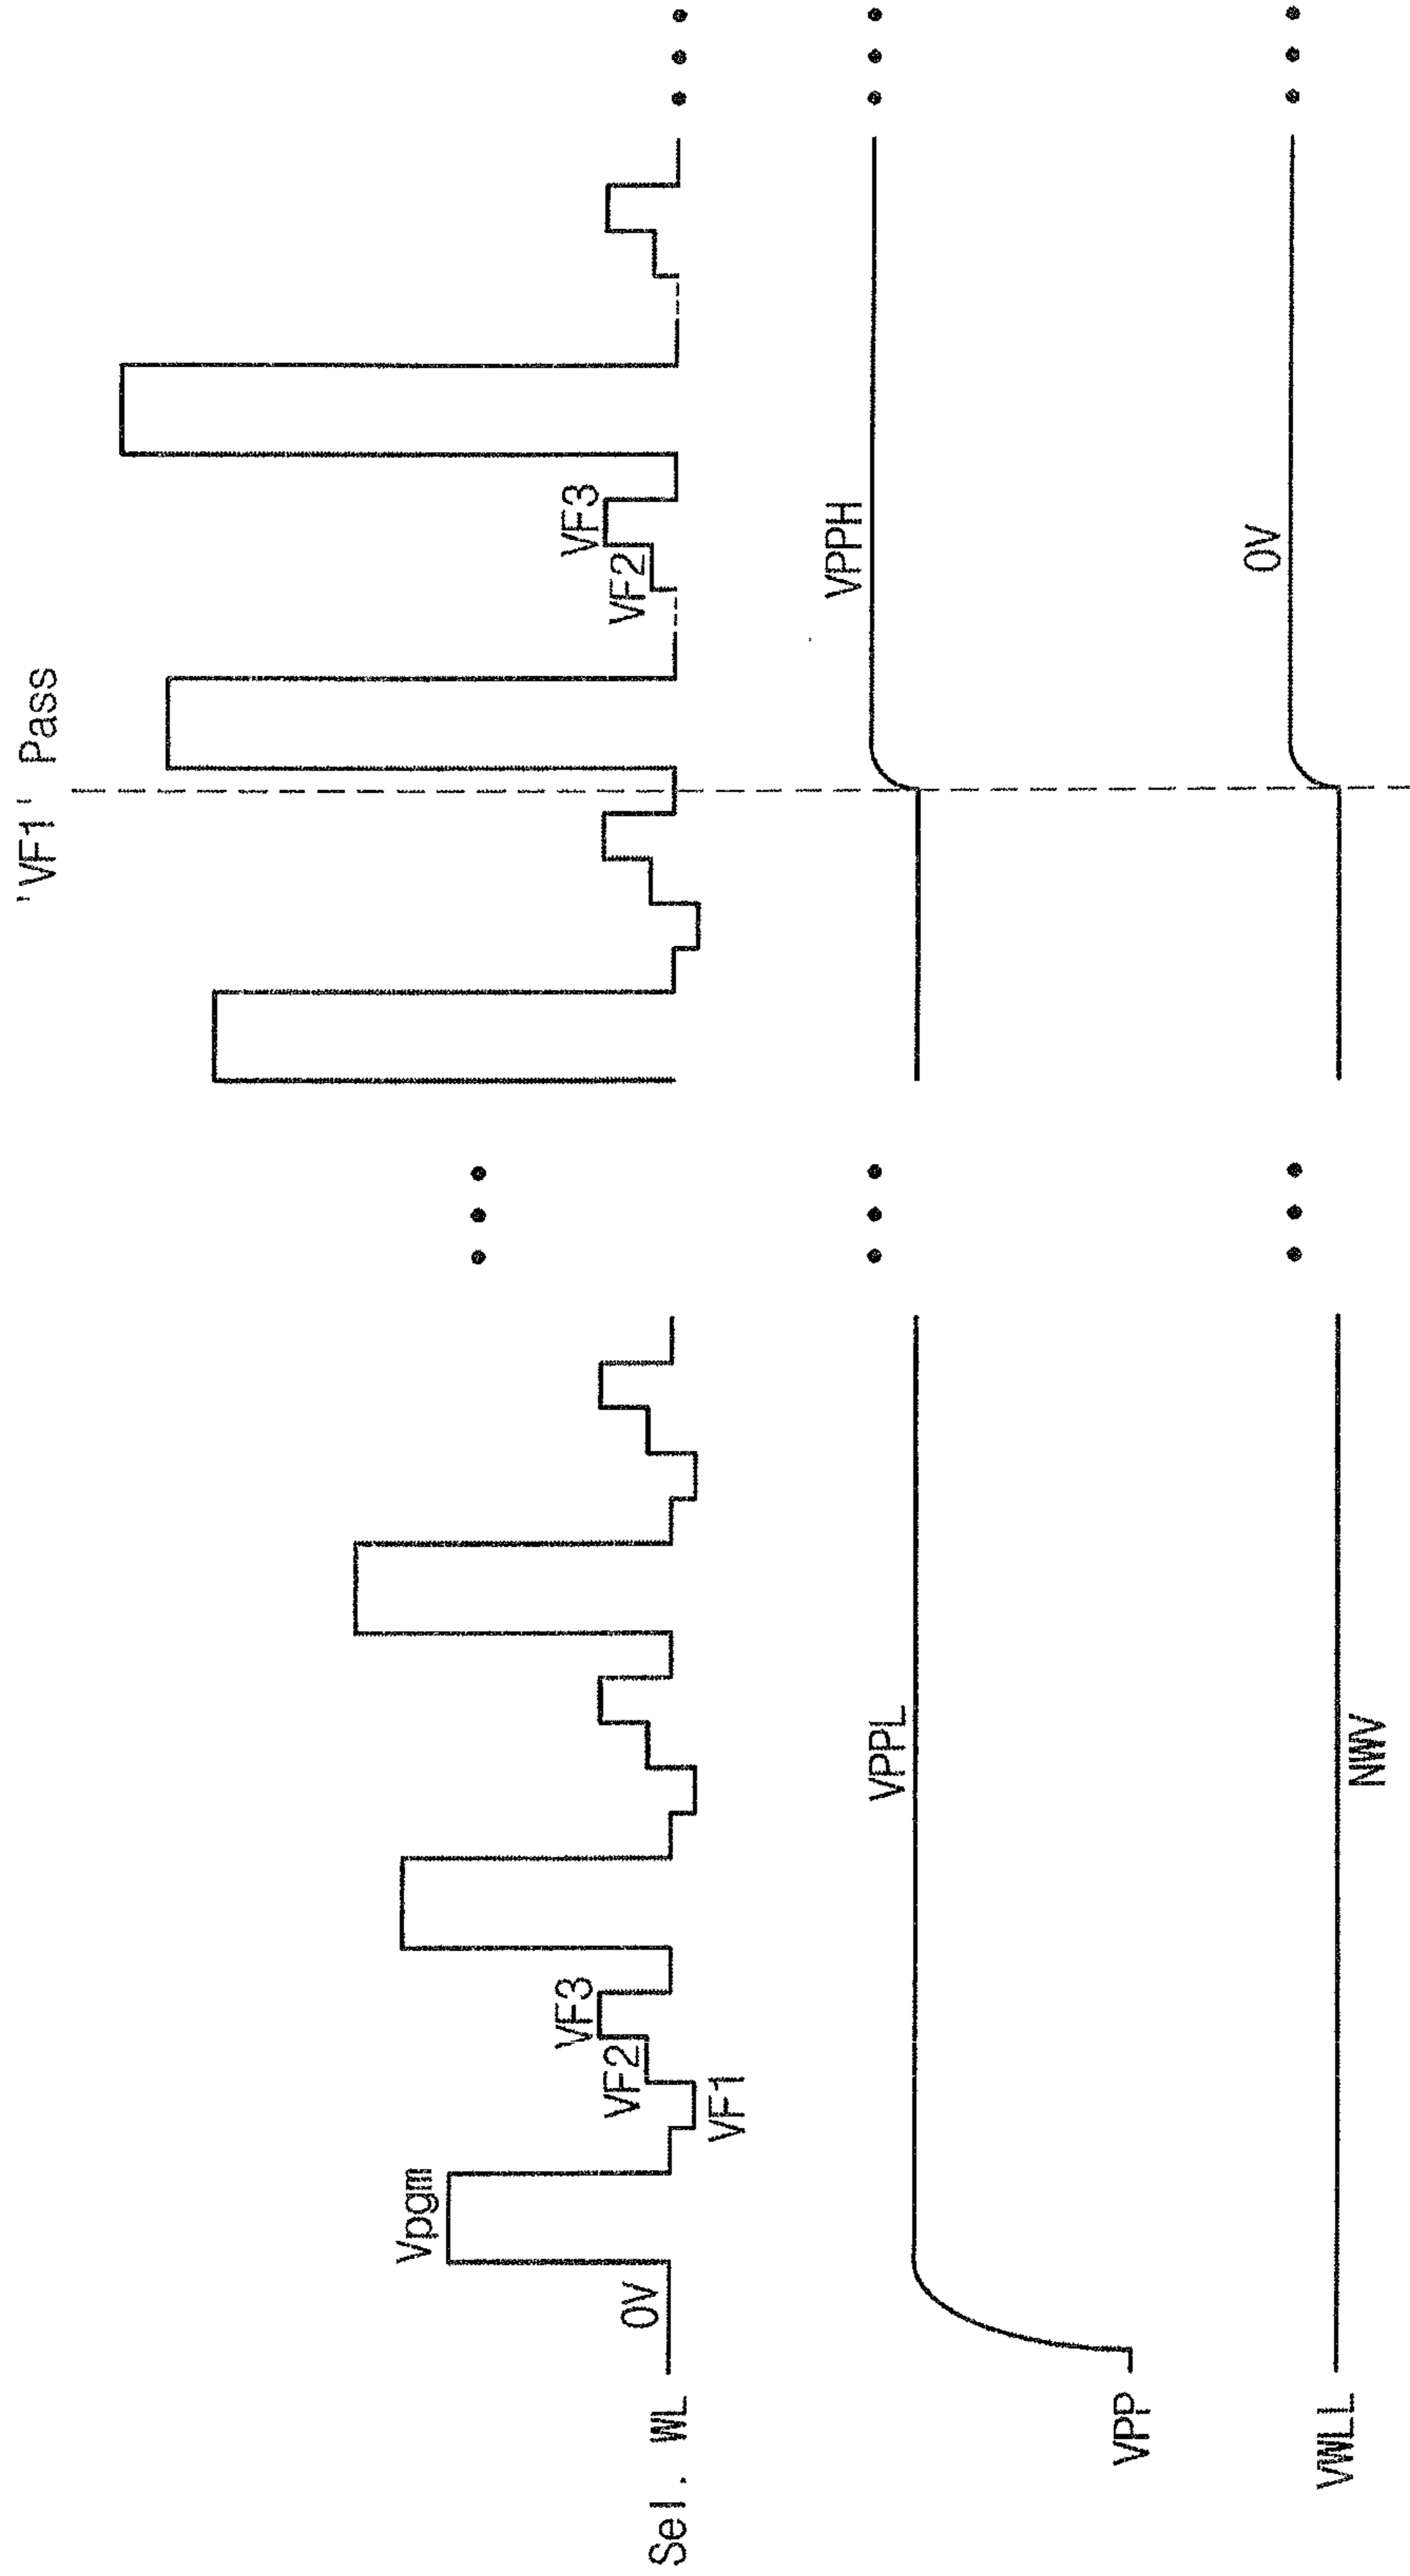 'VF1' Pass
Sel. WL
0V
Vpgm
VF1
VF2
VF3
VF2
VF3
VPP
VPPL
VPPH
VWLL
NWV
0V